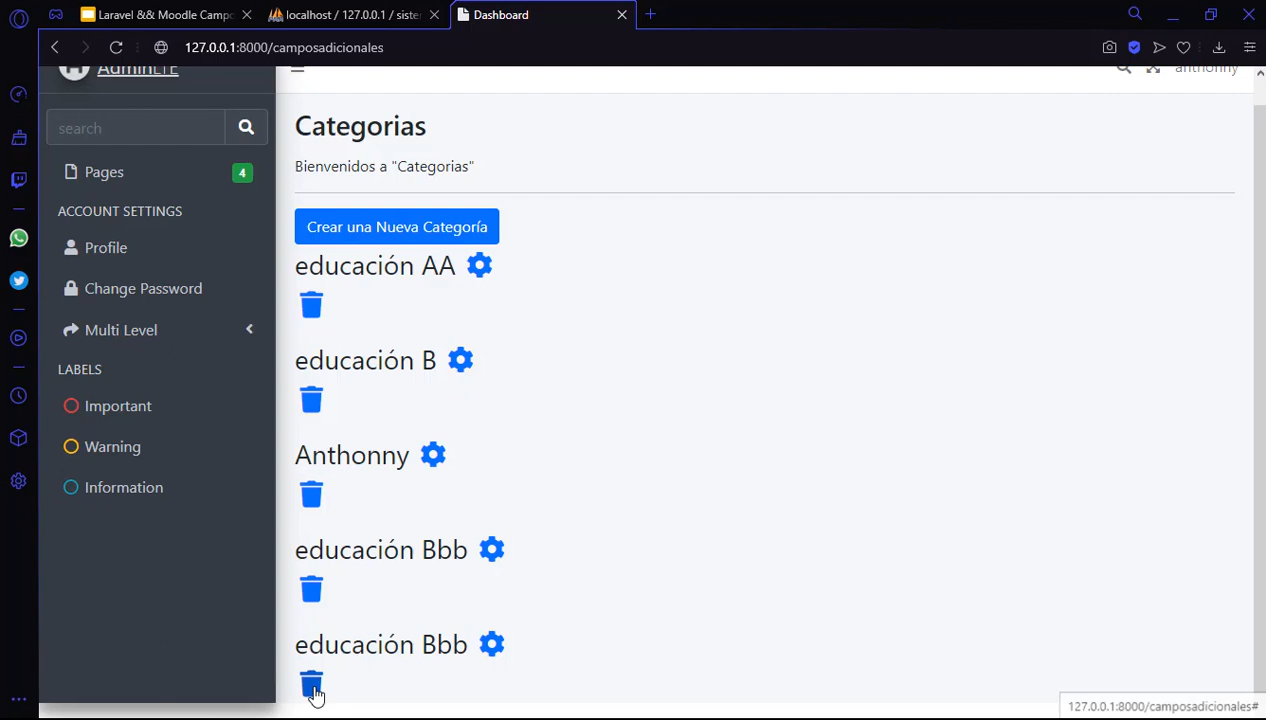 Laravel && Moodle Campo
localhost / 127.0.0.1 / siste
Dashboard
127.0.0.1:8000/camposadicionales
AdminLTE
anthonny
search
Pages
4
ACCOUNT SETTINGS
Profile
Change Password
Multi Level
LABELS
Important
Warning
Information
Categorias
Bienvenidos a "Categorias"
Crear una Nueva Categoría
educación AA
educación B
Anthonny
educación Bbb
educación Bbb
127.0.0.1:8000/camposadicionales#